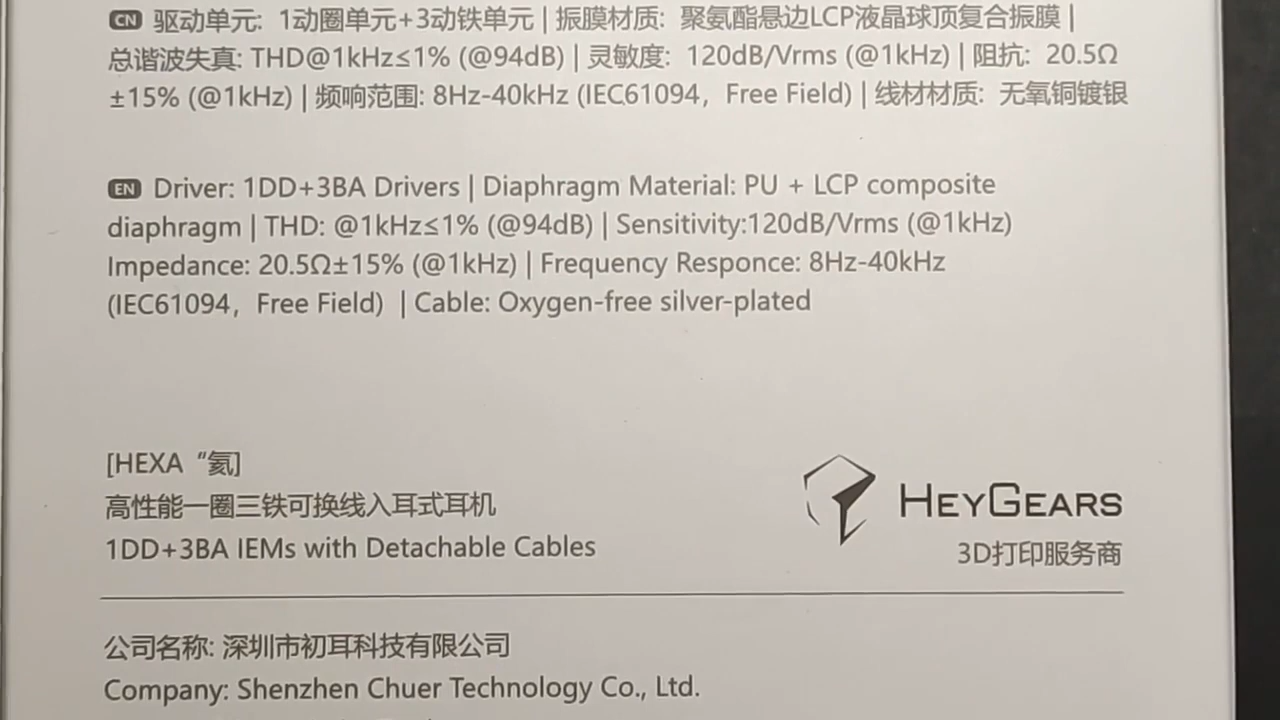 CN 驱动单元: 1动圈单元+3动铁单元 | 振膜材质: 聚氨酯悬边LCP液晶球顶复合振膜 |
总谐波失真: THD@1kHz≤1% (@94dB) | 灵敏度: 120dB/Vrms (@1kHz) | 阻抗: 20.5Ω
±15% (@1kHz) | 频响范围: 8Hz-40kHz (IEC61094, Free Field) | 线材材质: 无氧铜镀银
EN Driver: 1DD+3BA Drivers | Diaphragm Material: PU + LCP composite
diaphragm | THD: @1kHz≤1% (@94dB) | Sensitivity:120dB/Vrms (@1kHz)
Impedance: 20.5Ω±15% (@1kHz) | Frequency Responce: 8Hz-40kHz
(IEC61094, Free Field) | Cable: Oxygen-free silver-plated
[HEXA “氦]
高性能一圈三铁可换线入耳式耳机
1DD+3BA IEMs with Detachable Cables
HEYGEARS
3D打印服务商
公司名称: 深圳市初耳科技有限公司
Company: Shenzhen Chuer Technology Co., Ltd.